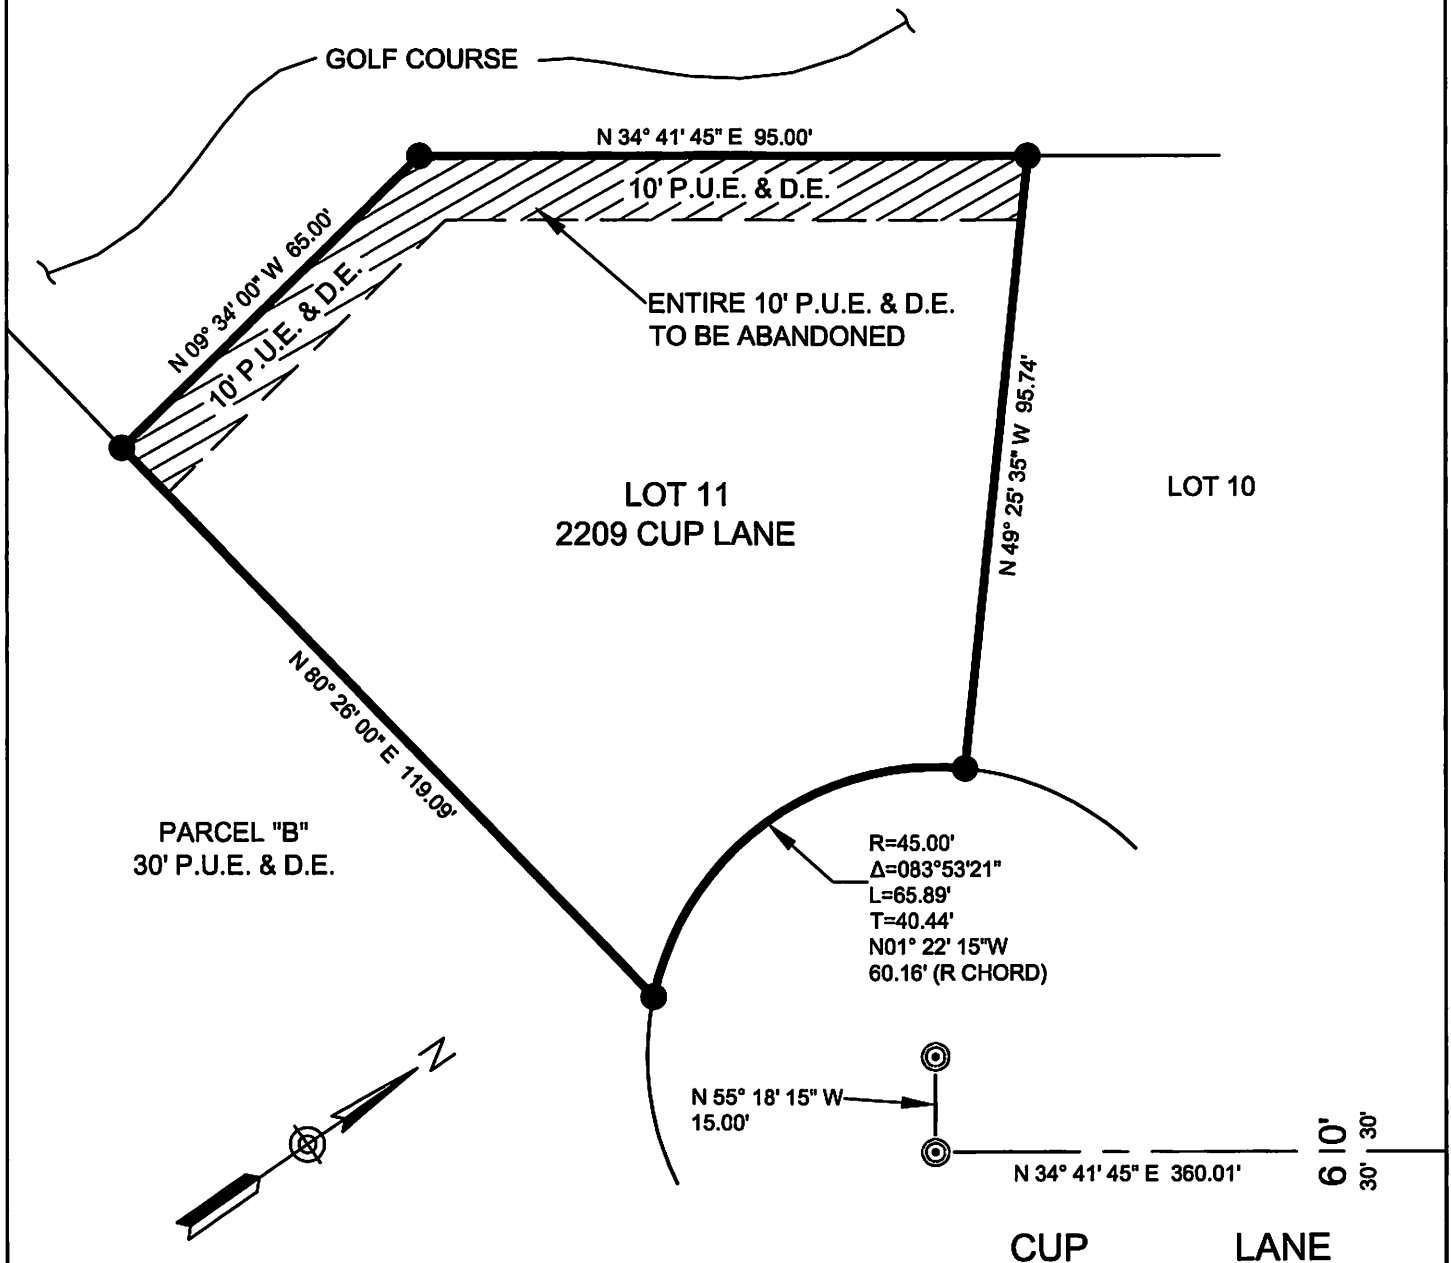 GOLF COURSE
N 34° 41' 45" E 95.00'
10' P.U.E. & D.E.
N 09° 34' 00" W 65.00'
10' P.U.E. & D.E.
ENTIRE 10' P.U.E. & D.E.
TO BE ABANDONED
N 49° 25' 35" W 95.74'
LOT 11
2209 CUP LANE
LOT 10
N 80° 26' 00" E 119.09'
PARCEL "B"
30' P.U.E. & D.E.
R=45.00'
Δ=083°53'21"
L=65.89'
T=40.44'
N01° 22' 15"W
60.16' (R CHORD)
N
N 55° 18' 15" W
15.00'
N 34° 41' 45" E 360.01'
60'
30'
30'
CUP LANE